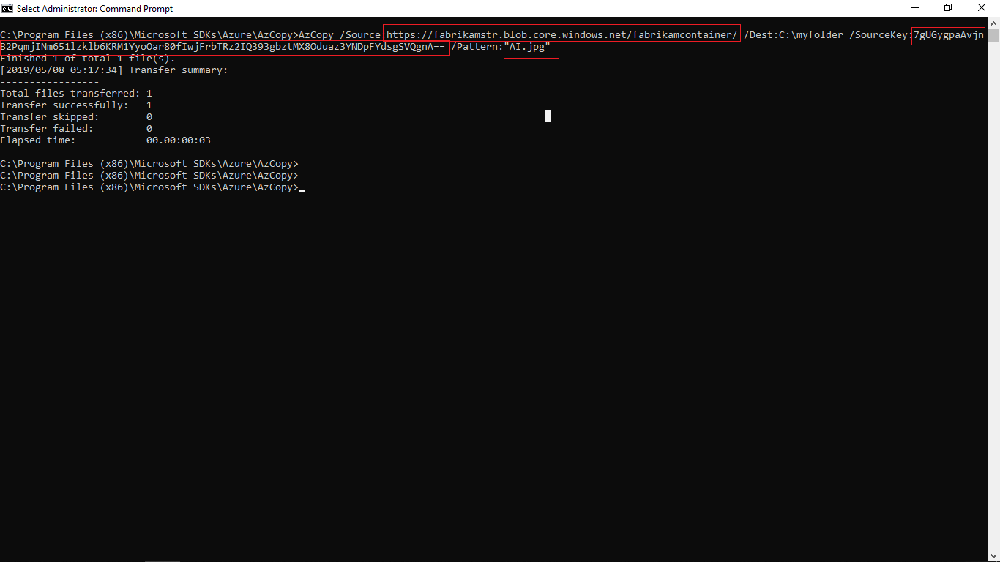 Select Administrator: Command Prompt
C:\Program Files (x86)\Microsoft SDKs\Azure\AzCopy>AzCopy /Source:https://fabrikamstr.blob.core.windows.net/fabrikamcontainer/ /Dest:C:\myfolder /SourceKey:7gUGygpaAvjn
B2PqmjINm651lzklb6KRM1YyoOar80fIwjFrbTRz2IQ393gbztMX8Oduaz3YNDpFYdsgSVQgnA== /Pattern:"AI.jpg"
Finished 1 of total 1 file(s).
[2019/05/08 05:17:34] Transfer summary:
-----------------
Total files transferred: 1
Transfer successfully:   1
Transfer skipped:        0
Transfer failed:         0
Elapsed time:            00.00:00:03
C:\Program Files (x86)\Microsoft SDKs\Azure\AzCopy>
C:\Program Files (x86)\Microsoft SDKs\Azure\AzCopy>
C:\Program Files (x86)\Microsoft SDKs\Azure\AzCopy>